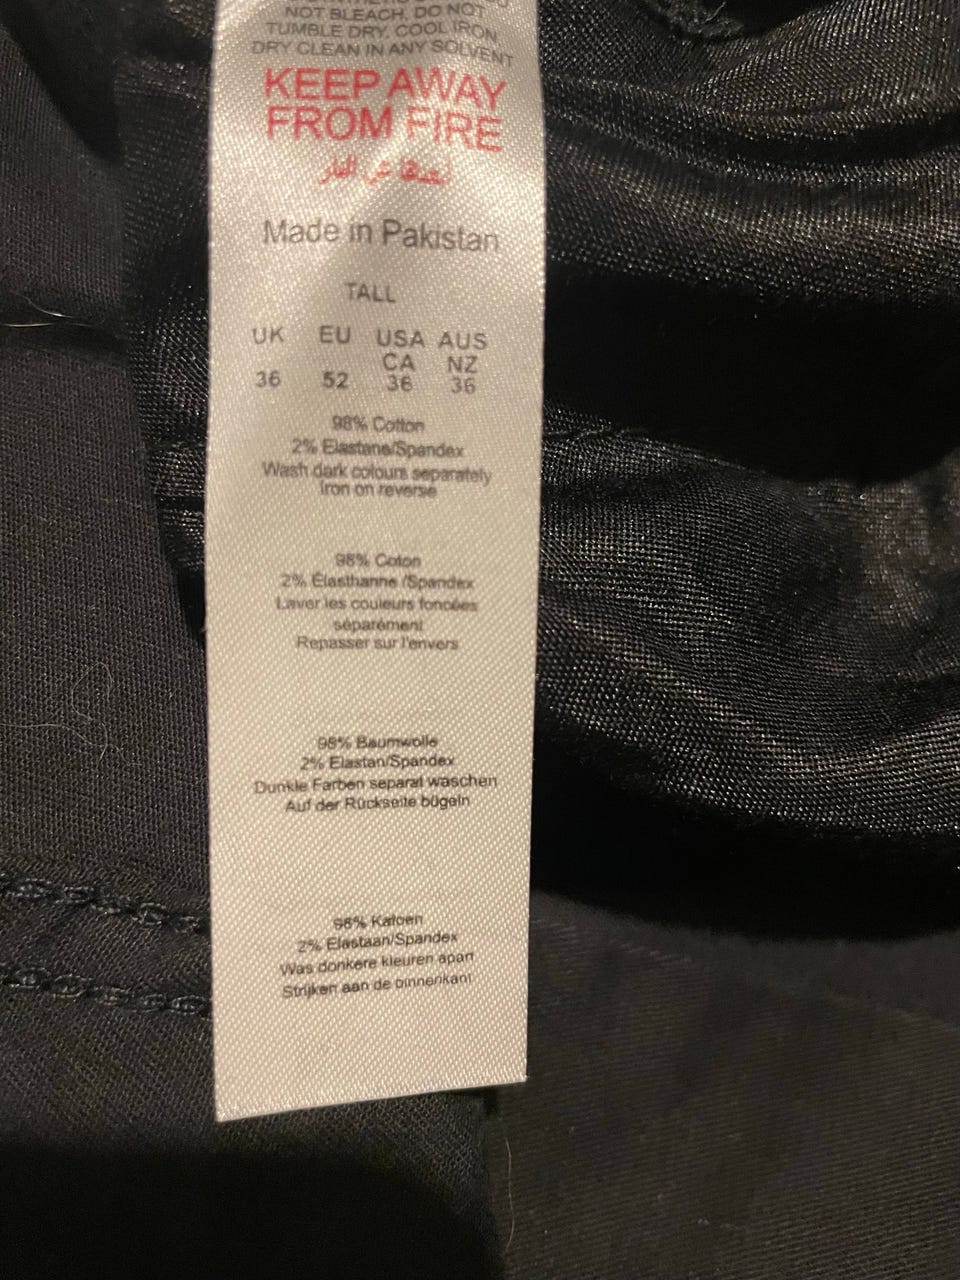 NOT BLEACH, DO NOT
TUMBLE DRY. COOL IRON,
DRY CLEAN IN ANY SOLVENT
KEEP AWAY
FROM FIRE
Made in Pakistan
TALL
UK EU USA AUS
CA NZ
36 52 36 36
98% Cotton
2% Elastane/Spandex
Wash dark colours separately
Iron on reverse
98% Coton
2% Élasthanne /Spandex
Laver les couleurs foncées
séparément
Repasser sur l'envers
98% Baumwolle
2% Elastan/Spandex
Dunkle Farben separat waschen
Auf der Rückseite bügeln
98% Katoen
2% Elastaan/Spandex
Was donkere kleuren apart
Strijken aan de binnenkant